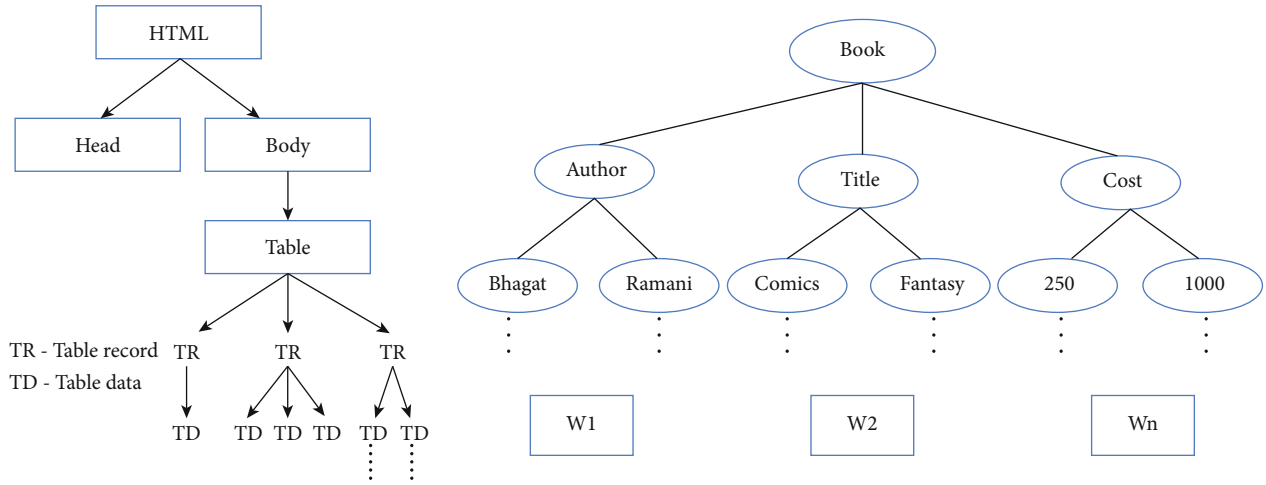 HTML
Head
Body
Table
TR - Table record
TD - Table data
TR
TR
TR
TD
TD
TD
TD
TD
TD
Book
Author
Title
Cost
Bhagat
Ramani
Comics
Fantasy
250
1000
W1
W2
Wn